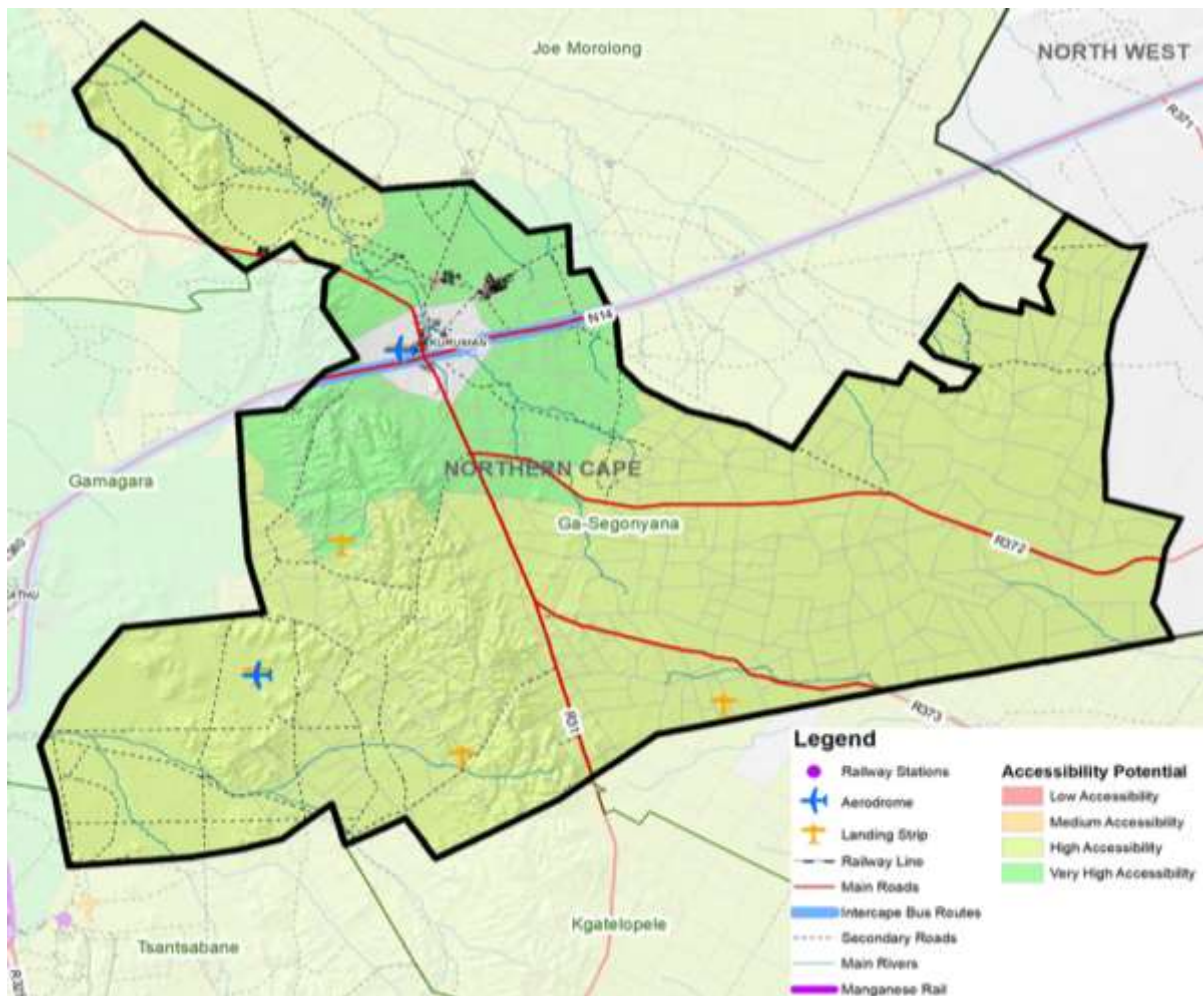 Joe Morolong
NORTH WEST
R371
N14
KURUMAN
Gamagara
NORTHERN CAPE
Ga-Segonyana
R372
R380
R31
R373
Kgatelopele
Tsantsabane
Legend
Railway Stations
Aerodrome
Landing Strip
Railway Line
Main Roads
Intercape Bus Routes
Secondary Roads
Main Rivers
Manganese Rail
Accessibility Potential
Low Accessibility
Medium Accessibility
High Accessibility
Very High Accessibility